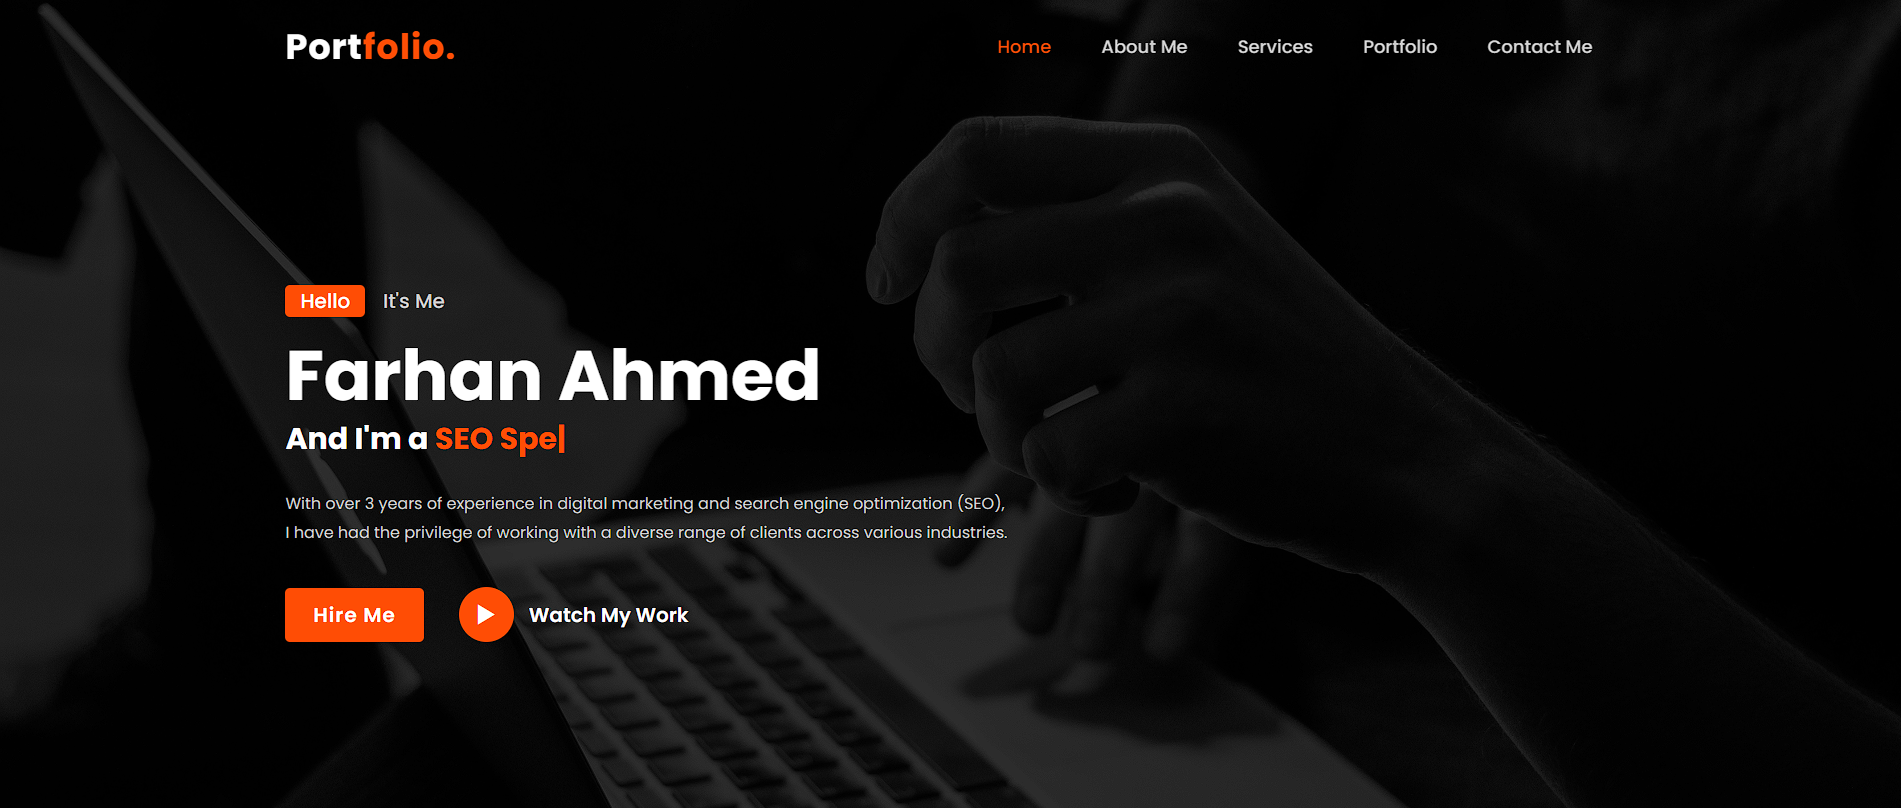 Portfolio.
Home About Me Services Portfolio Contact Me
Hello It's Me
Farhan Ahmed
And I'm a SEO Spe|
With over 3 years of experience in digital marketing and search engine optimization (SEO),
I have had the privilege of working with a diverse range of clients across various industries.
Hire Me Watch My Work